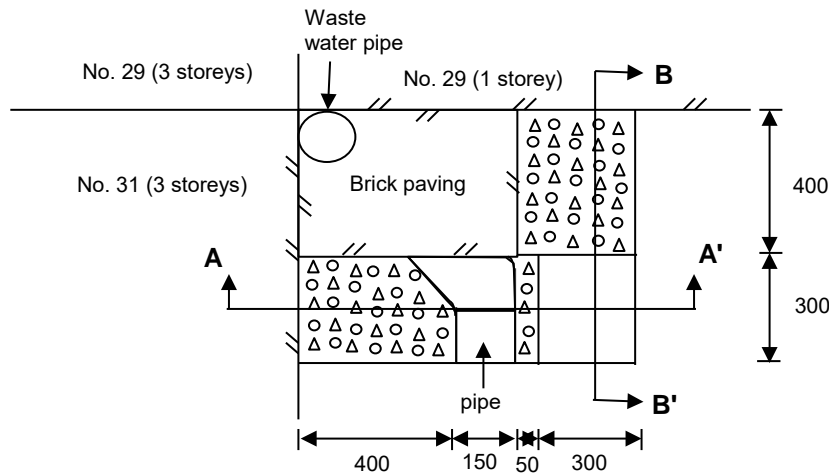 Waste
water pipe
No. 29 (3 storeys)
No. 29 (1 storey)
B
No. 31 (3 storeys)
Brick paving
400
A
A'
300
pipe
B'
400
150
50
300